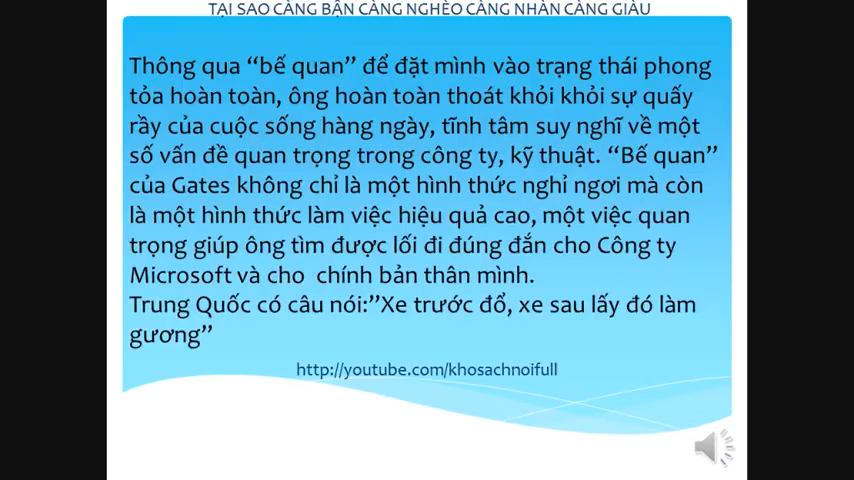 TẠI SAO CÀNG BẬN CÀNG NGHÈO CÀNG NHÀN CÀNG GIÀU
Thông qua “bế quan” để đặt mình vào trạng thái phong
tỏa hoàn toàn, ông hoàn toàn thoát khỏi khỏi sự quấy
rầy của cuộc sống hàng ngày, tĩnh tâm suy nghĩ về một
số vấn đề quan trọng trong công ty, kỹ thuật. “Bế quan”
của Gates không chỉ là một hình thức nghỉ ngơi mà còn
là một hình thức làm việc hiệu quả cao, một việc quan
trọng giúp ông tìm được lối đi đúng đắn cho Công ty
Microsoft và cho  chính bản thân mình.
Trung Quốc có câu nói:”Xe trước đổ, xe sau lấy đó làm
gương”
http://youtube.com/khosachnoifull